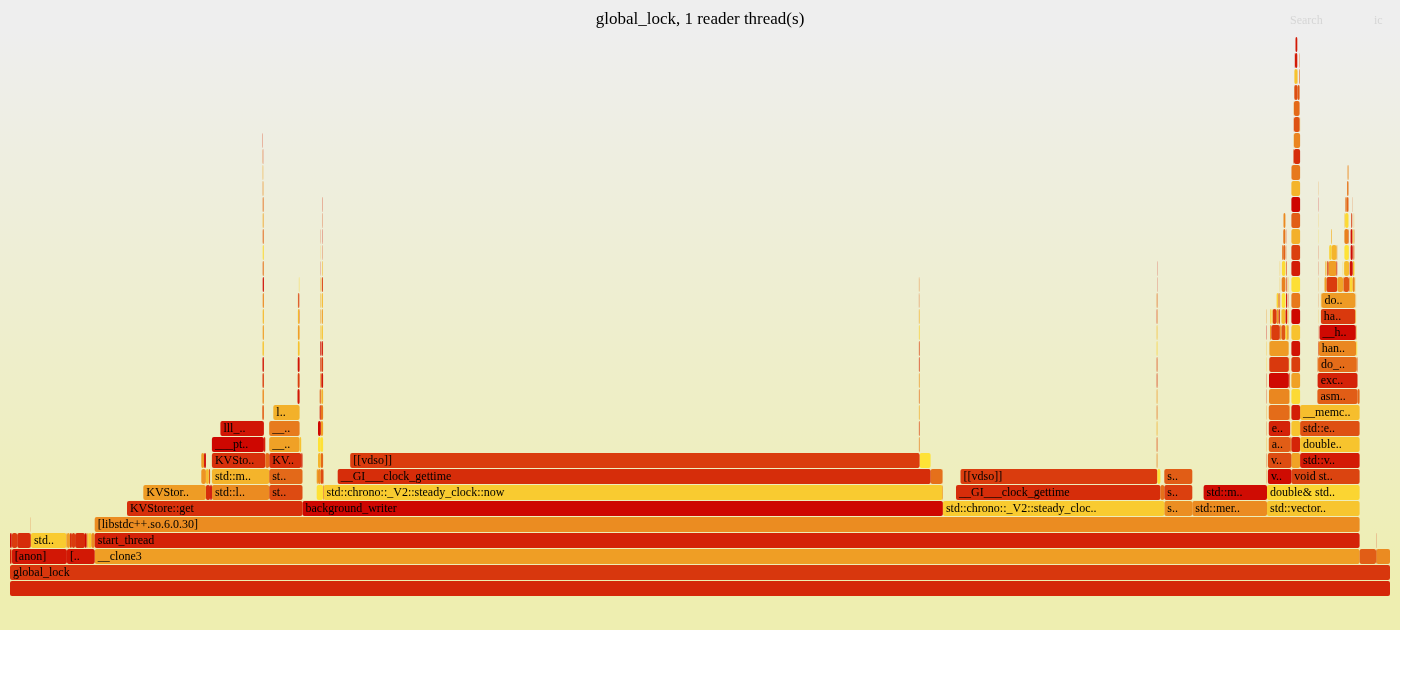 global_lock, 1 reader thread(s)
Search
ic
do..
ha..
__h..
han..
do_..
exc..
asm..
l..
__memc..
lll_..
__..
e..
std::e..
__pt..
__..
a..
double..
KVSto..
KV..
[[vdso]]
v..
std::v..
std::m..
st..
__GI___clock_gettime
[[vdso]]
s..
v..
void st..
KVStor..
std::l..
st..
std::chrono::_V2::steady_clock::now
__GI___clock_gettime
s..
std::m..
double& std..
KVStore::get
background_writer
std::chrono::_V2::steady_cloc..
s..
std::mer..
std::vector..
[libstdc++.so.6.0.30]
std..
start_thread
[anon]
[..
__clone3
global_lock